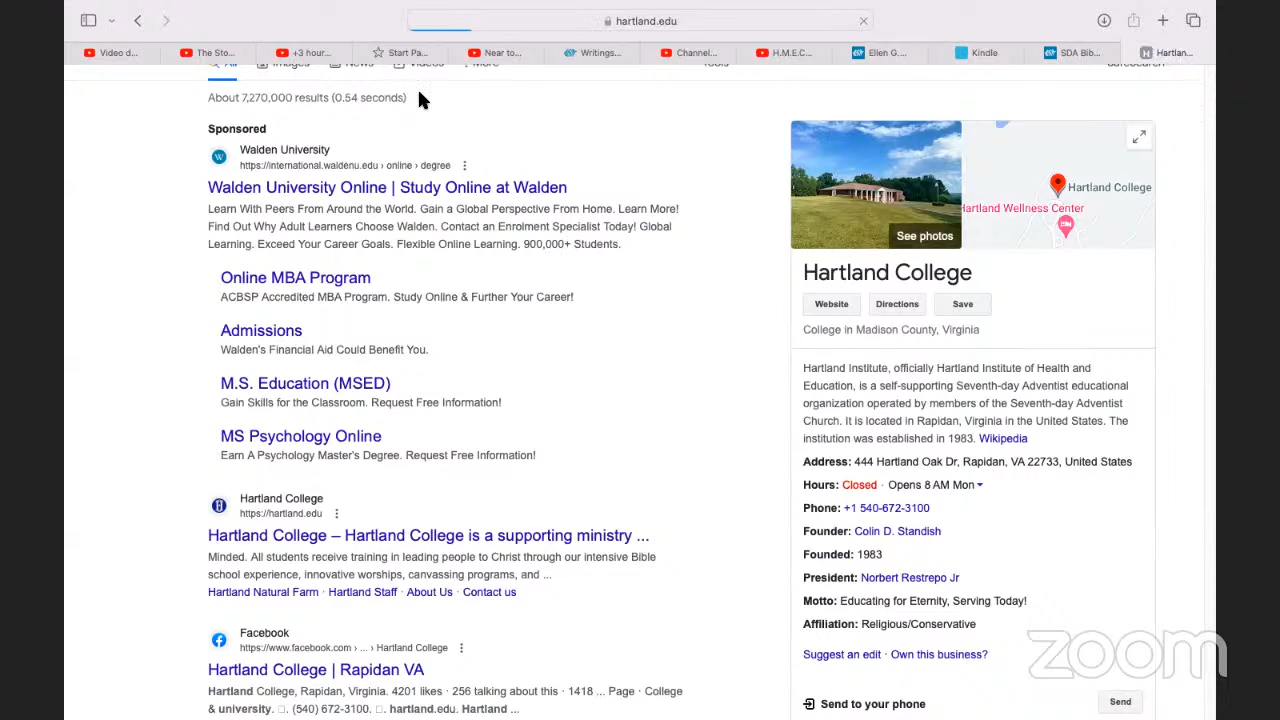 hartland.edu
Video d...
The Sto...
+3 hour...
Start Pa...
Near to...
Writings...
Channel...
H.M.E.C...
Ellen G....
Kindle
SDA Bib...
Hartlan...
All
Images
News
Videos
More
Tools
SafeSearch
About 7,270,000 results (0.54 seconds)
Sponsored
Walden University
https://international.waldenu.edu › online › degree
Walden University Online | Study Online at Walden
Learn With Peers From Around the World. Gain a Global Perspective From Home. Learn More!
Find Out Why Adult Learners Choose Walden. Contact an Enrolment Specialist Today! Global
Learning. Exceed Your Career Goals. Flexible Online Learning. 900,000+ Students.
Online MBA Program
ACBSP Accredited MBA Program. Study Online & Further Your Career!
Admissions
Walden's Financial Aid Could Benefit You.
M.S. Education (MSED)
Gain Skills for the Classroom. Request Free Information!
MS Psychology Online
Earn A Psychology Master's Degree. Request Free Information!
Hartland College
https://hartland.edu
Hartland College – Hartland College is a supporting ministry ...
Minded. All students receive training in leading people to Christ through our intensive Bible
school experience, innovative worships, canvassing programs, and ...
Hartland Natural Farm · Hartland Staff · About Us · Contact us
Facebook
https://www.facebook.com › ... › Hartland College
Hartland College | Rapidan VA
Hartland College, Rapidan, Virginia. 4201 likes · 256 talking about this · 1418 ... Page · College
& university. . (540) 672-3100. . hartland.edu. Hartland ...
See photos
Hartland College
Hartland Wellness Center
Hartland College
Website
Directions
Save
College in Madison County, Virginia
Hartland Institute, officially Hartland Institute of Health and
Education, is a self-supporting Seventh-day Adventist educational
organization operated by members of the Seventh-day Adventist
Church. It is located in Rapidan, Virginia in the United States. The
institution was established in 1983. Wikipedia
Address: 444 Hartland Oak Dr, Rapidan, VA 22733, United States
Hours: Closed · Opens 8 AM Mon
Phone: +1 540-672-3100
Founder: Colin D. Standish
Founded: 1983
President: Norbert Restrepo Jr
Motto: Educating for Eternity, Serving Today!
Affiliation: Religious/Conservative
Suggest an edit · Own this business?
Send to your phone
Send
zoom